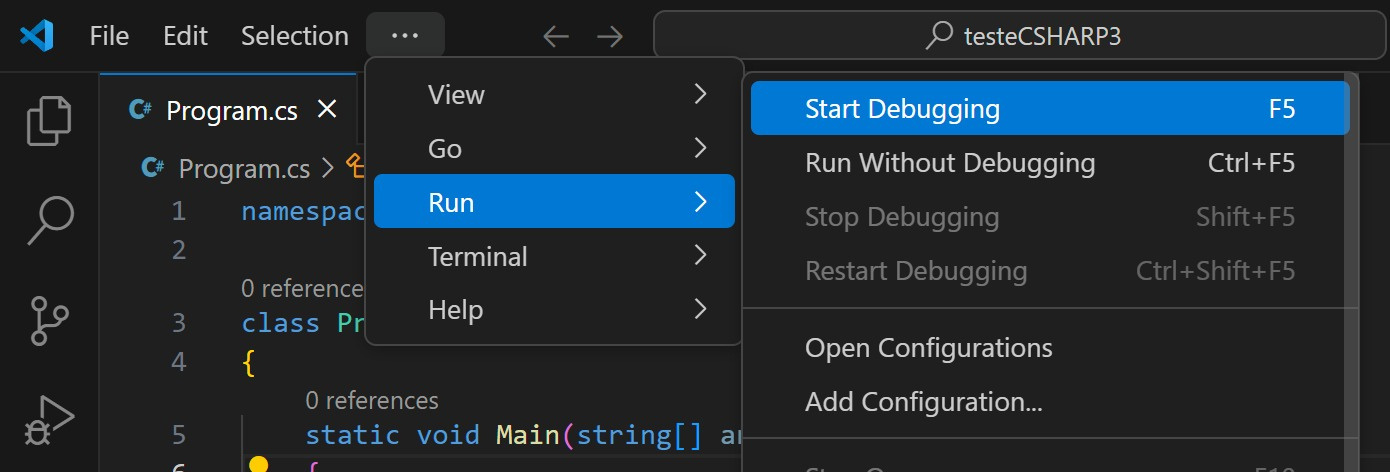 File Edit Selection ... testeCSHARP3
C# Program.cs
C# Program.cs >
1 namespac
2
0 reference
3 class Pr
4 {
0 references
5 static void Main(string[] a
6 {
View
Go
Run
Terminal
Help
Start Debugging F5
Run Without Debugging Ctrl+F5
Stop Debugging Shift+F5
Restart Debugging Ctrl+Shift+F5
Open Configurations
Add Configuration...